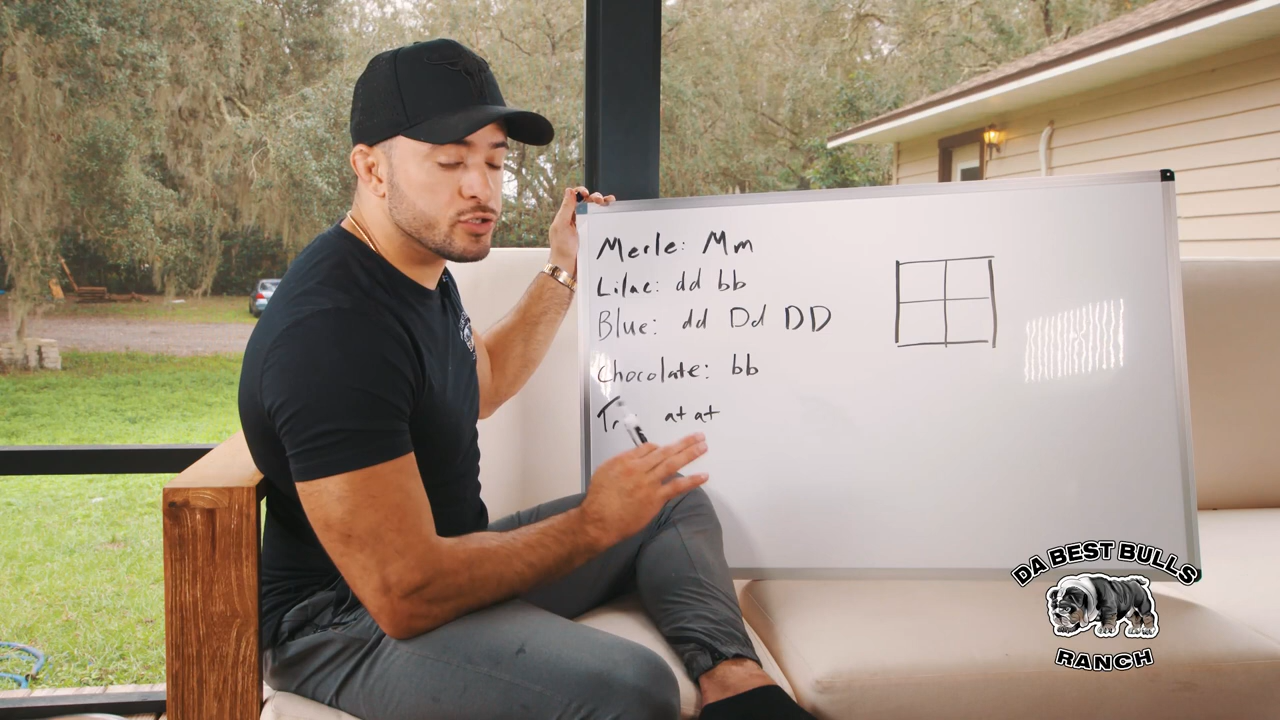 Merle: Mm
Lilac: dd bb
Blue: dd Dd DD
Chocolate: bb
at at
DA BEST BULLS
RANCH